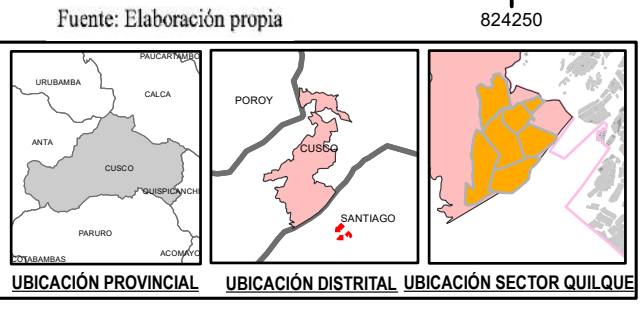 Fuente: Elaboración propia
824250
PAUCARTAMBO
URUBAMBA
CALCA
ANTA
CUSCO
QUISPICANCHI
PARURO
COTABAMBAS
ACOMAYO
UBICACIÓN PROVINCIAL
POROY
CUSCO
SANTIAGO
UBICACIÓN DISTRITAL
UBICACIÓN SECTOR QUILQUE